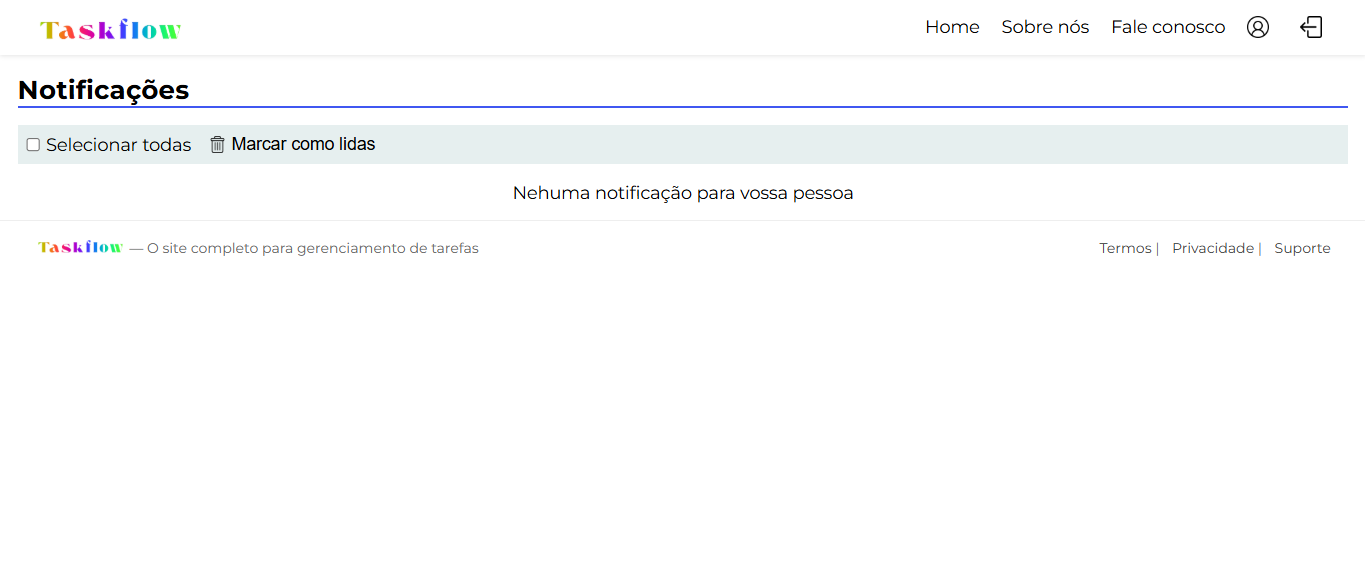 Taskflow Home Sobre nós Fale conosco
Notificações
Selecionar todas Marcar como lidas
Nehuma notificação para vossa pessoa
Taskflow — O site completo para gerenciamento de tarefas Termos | Privacidade | Suporte